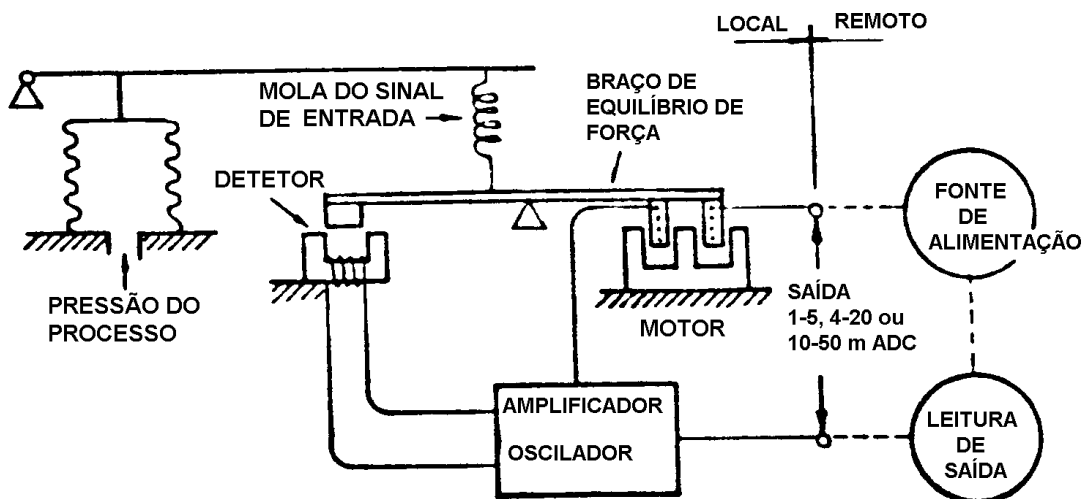 LOCAL
REMOTO
MOLA DO SINAL
DE ENTRADA
BRAÇO DE
EQUILÍBRIO DE
FORÇA
DETETOR
FONTE
DE
ALIMENTAÇÃO
PRESSÃO DO
PROCESSO
MOTOR
SAÍDA
1-5, 4-20 ou
10-50 m ADC
AMPLIFICADOR
OSCILADOR
LEITURA
DE
SAÍDA